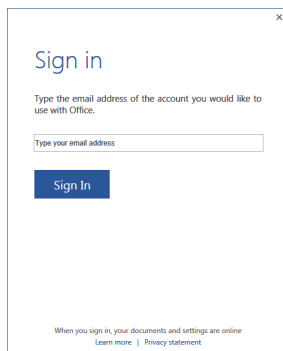 ×
Sign in
Type the email address of the account you would like to
use with Office.
Type your email address
Sign In
When you sign in, your documents and settings are online
Learn more | Privacy statement